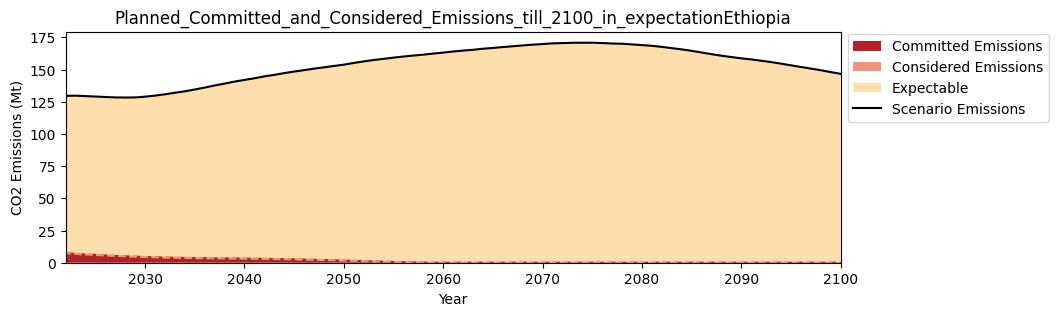 Planned_Committed_and_Considered_Emissions_till_2100_in_expectationEthiopia
175
150
125
100
75
50
25
0
CO2 Emissions (Mt)
2030 2040 2050 2060 2070 2080 2090 2100
Year
Committed Emissions
Considered Emissions
Expectable
Scenario Emissions